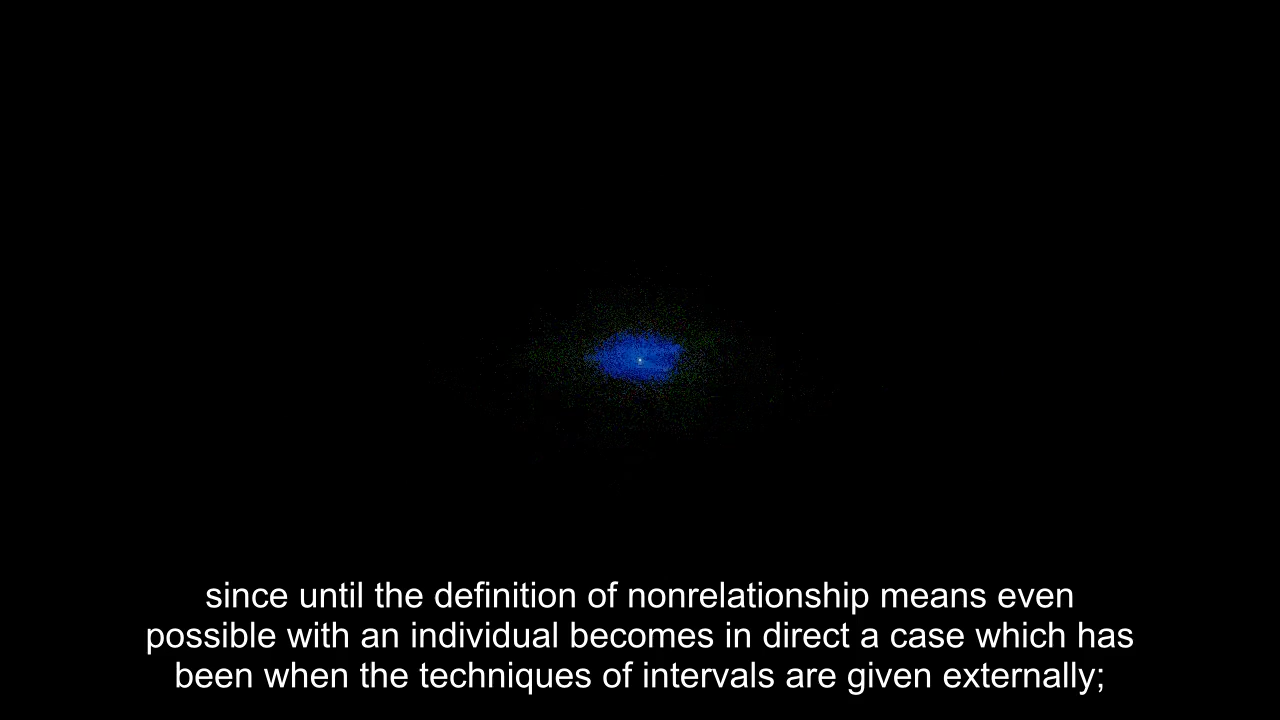 since until the definition of nonrelationship means even
possible with an individual becomes in direct a case which has
been when the techniques of intervals are given externally;